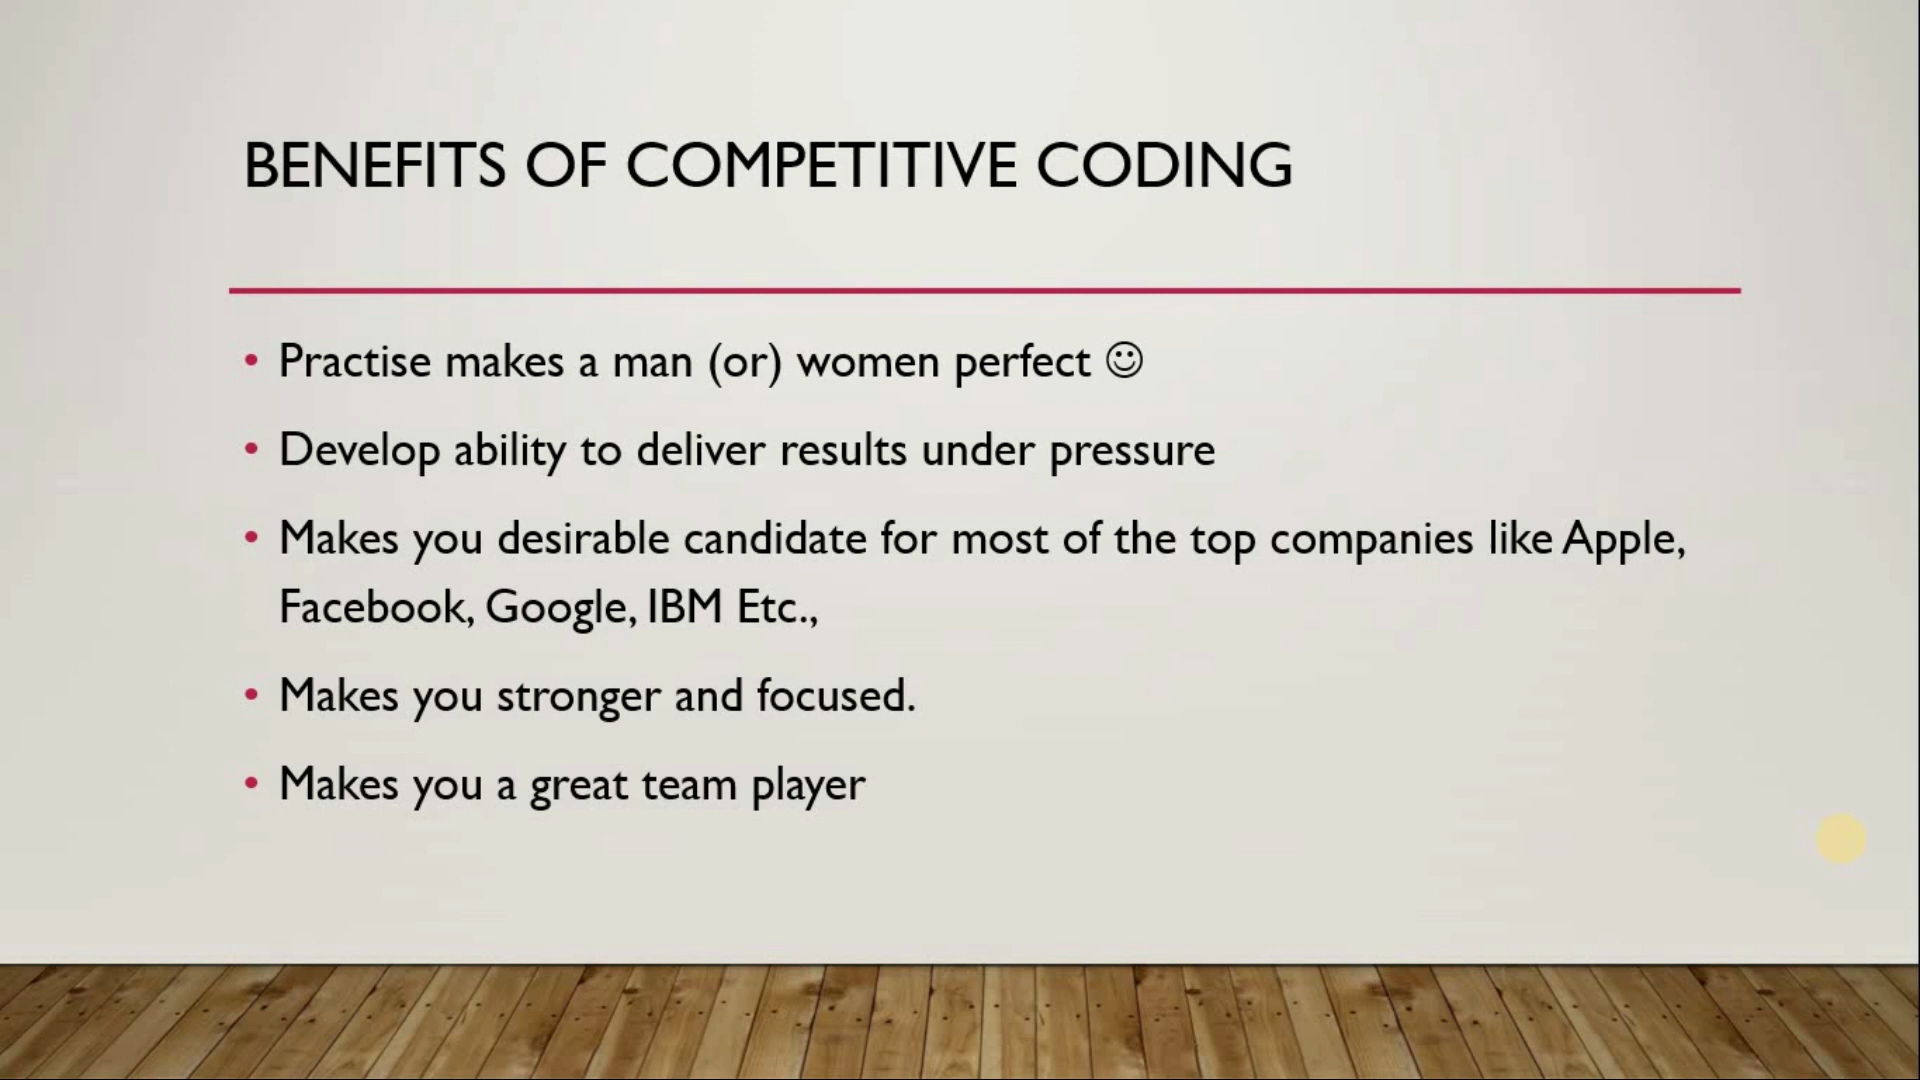 BENEFITS OF COMPETITIVE CODING
• Practise makes a man (or) women perfect ☺
• Develop ability to deliver results under pressure
• Makes you desirable candidate for most of the top companies like Apple,
Facebook, Google, IBM Etc.,
• Makes you stronger and focused.
• Makes you a great team player